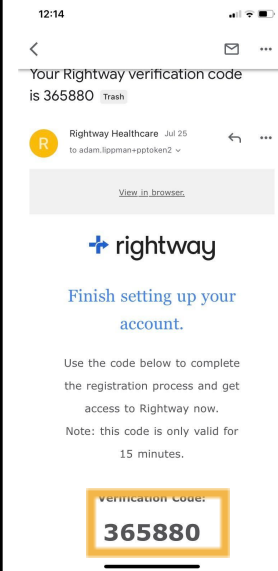 12:14
Your Rightway verification code
is 365880 Trash
R
Rightway Healthcare Jul 25
to adam.lippman+pptoken2
View in browser.
rightway
Finish setting up your
account.
Use the code below to complete
the registration process and get
access to Rightway now.
Note: this code is only valid for
15 minutes.
Verification Code:
365880